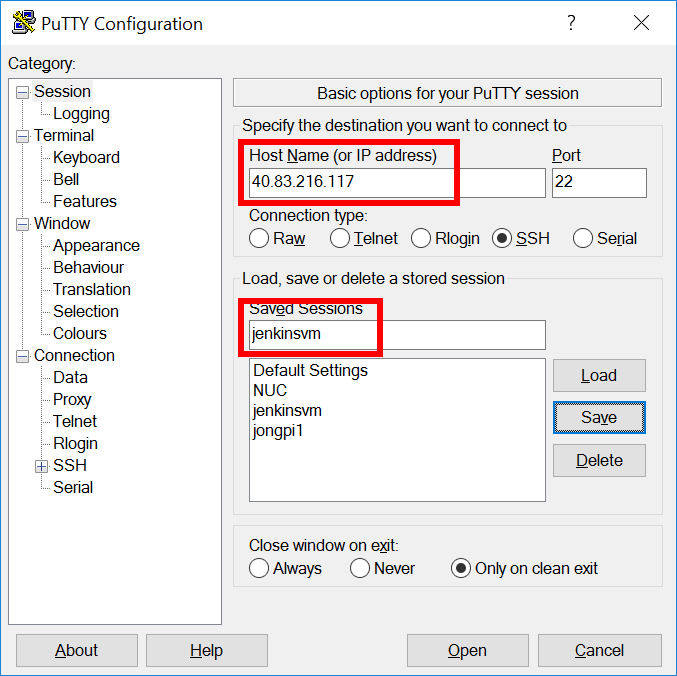 PuTTY Configuration
?
Category:
Session
Logging
Terminal
Keyboard
Bell
Features
Window
Appearance
Behaviour
Translation
Selection
Colours
Connection
Data
Proxy
Telnet
Rlogin
SSH
Serial
Basic options for your PuTTY session
Specify the destination you want to connect to
Host Name (or IP address) Port
40.83.216.117 22
Connection type:
Raw Telnet Rlogin SSH Serial
Load, save or delete a stored session
Saved Sessions
jenkinsvm
Default Settings
NUC
jenkinsvm
jongpi1
Load
Save
Delete
Close window on exit:
Always Never Only on clean exit
About Help Open Cancel